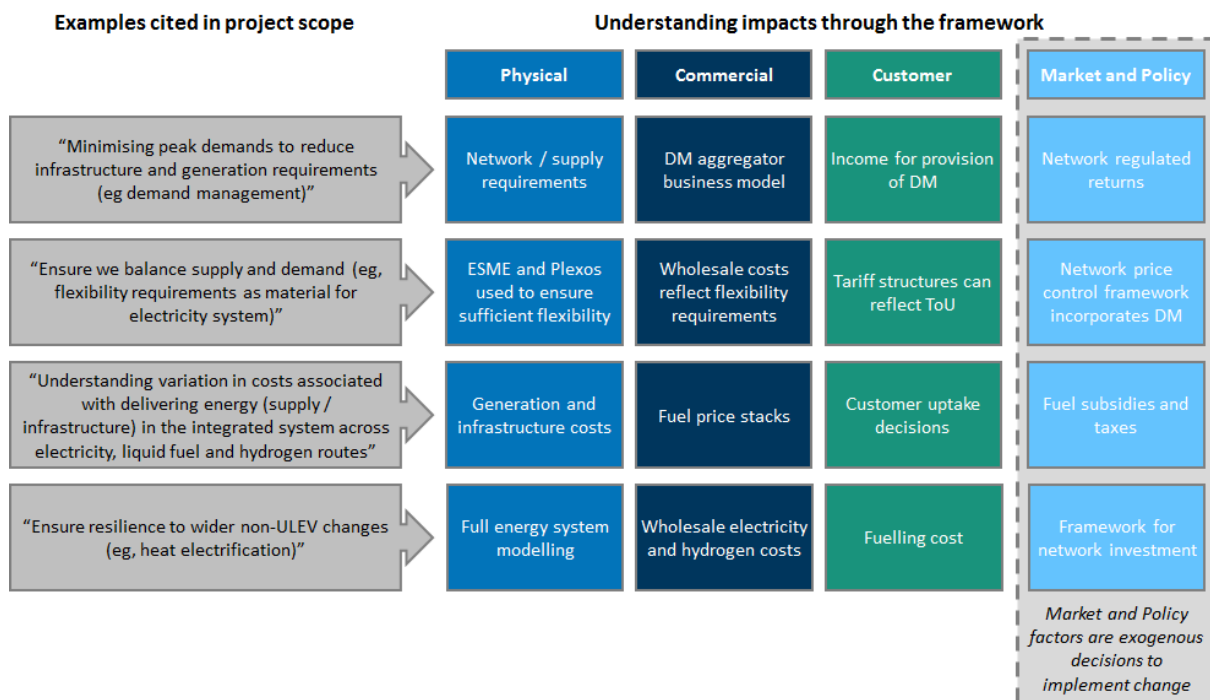 Examples cited in project scope
Understanding impacts through the framework
Physical
Commercial
Customer
Market and Policy
“Minimising peak demands to reduce
infrastructure and generation requirements
(eg demand management)”
Network / supply
requirements
DM aggregator
business model
Income for provision
of DM
Network regulated
returns
“Ensure we balance supply and demand (eg,
flexibility requirements as material for
electricity system)”
ESME and Plexos
used to ensure
sufficient flexibility
Wholesale costs
reflect flexibility
requirements
Tariff structures can
reflect ToU
Network price
control framework
incorporates DM
“Understanding variation in costs associated
with delivering energy (supply /
infrastructure) in the integrated system across
electricity, liquid fuel and hydrogen routes”
Generation and
infrastructure costs
Fuel price stacks
Customer uptake
decisions
Fuel subsidies and
taxes
“Ensure resilience to wider non-ULEV changes
(eg, heat electrification)”
Full energy system
modelling
Wholesale electricity
and hydrogen costs
Fuelling cost
Framework for
network investment
Market and Policy
factors are exogenous
decisions to
implement change